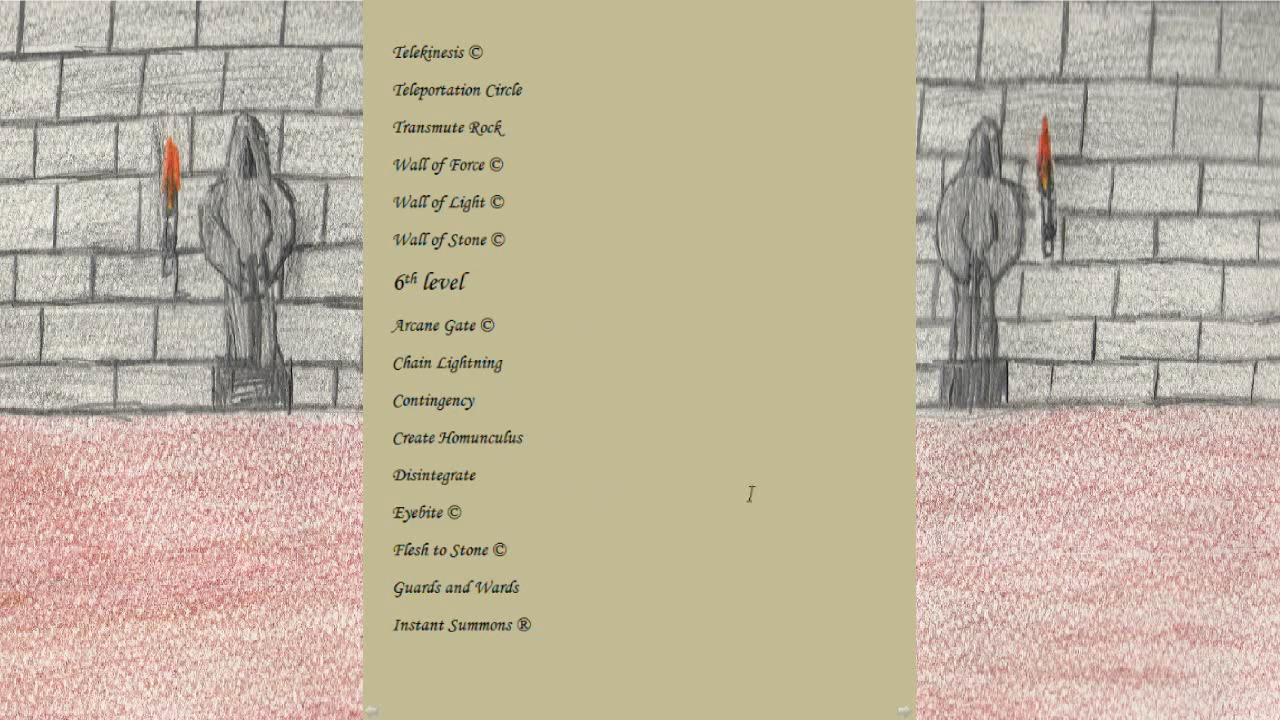 Telekinesis ©
Teleportation Circle
Transmute Rock
Wall of Force ©
Wall of Light ©
Wall of Stone ©
6th level
Arcane Gate ©
Chain Lightning
Contingency
Create Homunculus
Disintegrate
Eyebite ©
Flesh to Stone ©
Guards and Wards
Instant Summons ®